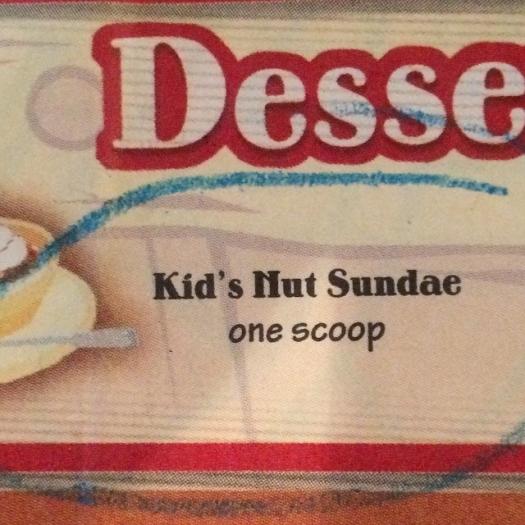 Desse
Kid's Nut Sundae
one scoop